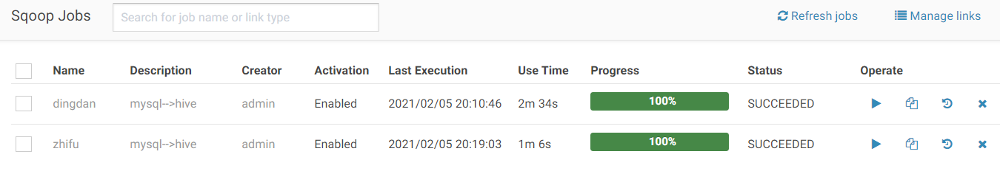 Sqoop Jobs Search for job name or link type Refresh jobs Manage links
Name Description Creator Activation Last Execution Use Time Progress Status Operate
dingdan mysql-->hive admin Enabled 2021/02/05 20:10:46 2m 34s 100% SUCCEEDED
zhifu mysql-->hive admin Enabled 2021/02/05 20:19:03 1m 6s 100% SUCCEEDED